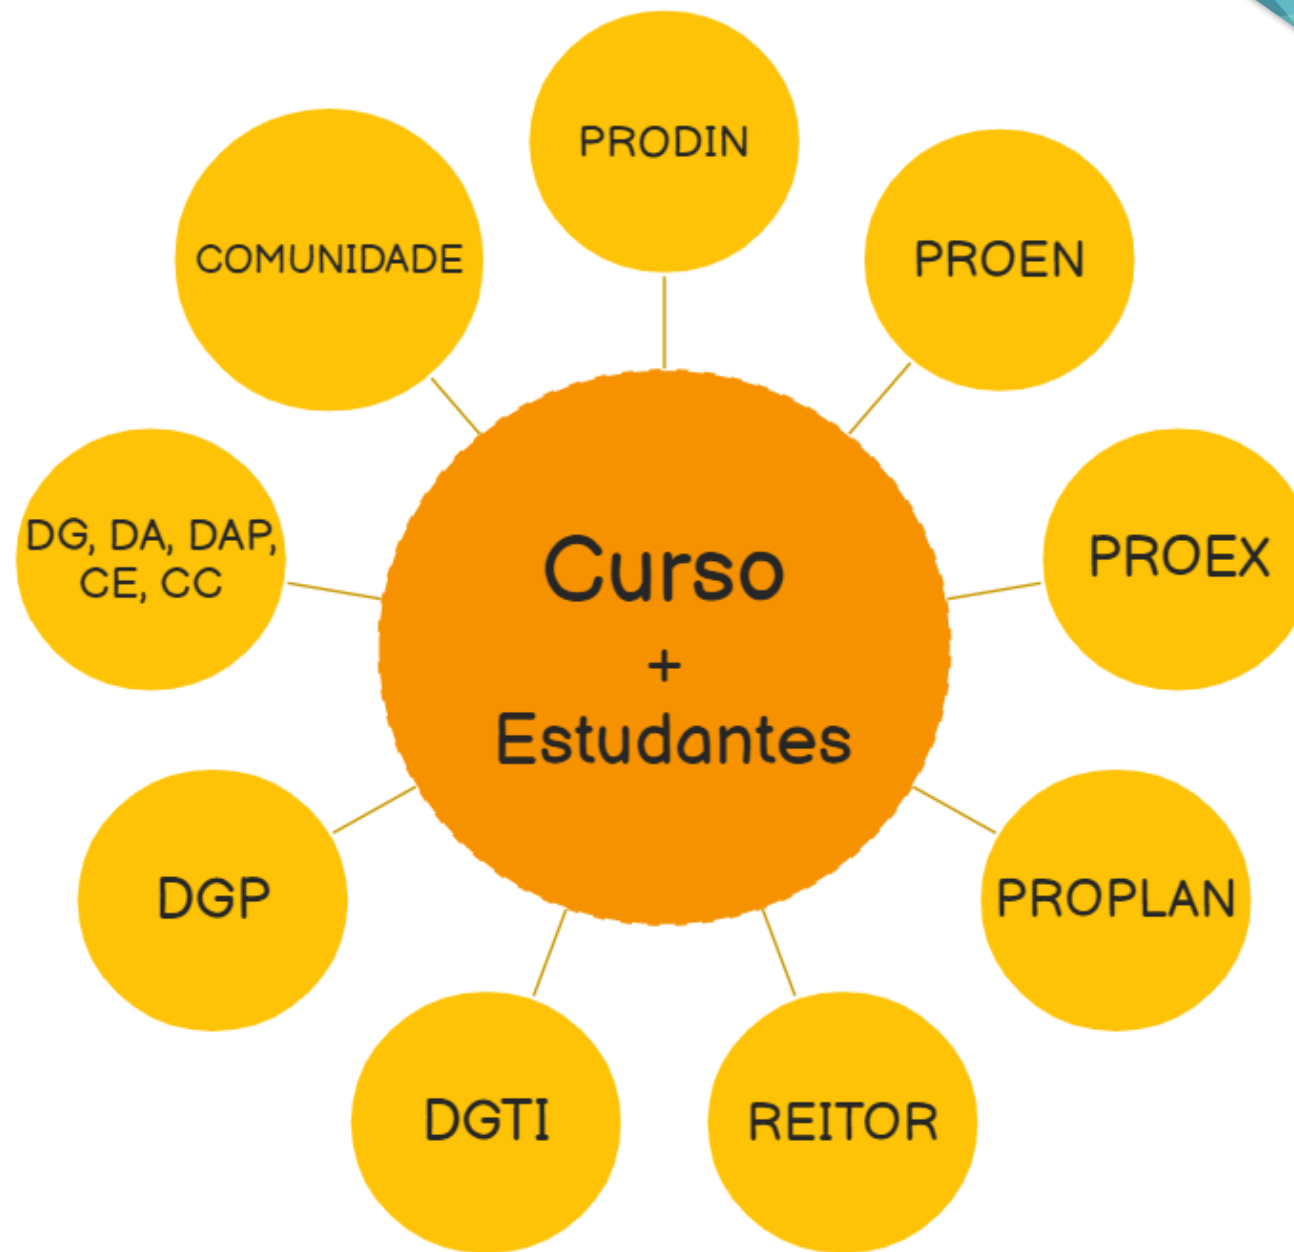 PRODIN
PROEN
COMUNIDADE
PROEX
DG, DA, DAP,
CE, CC
Curso
+
Estudantes
PROPLAN
DGP
REITOR
DGTI